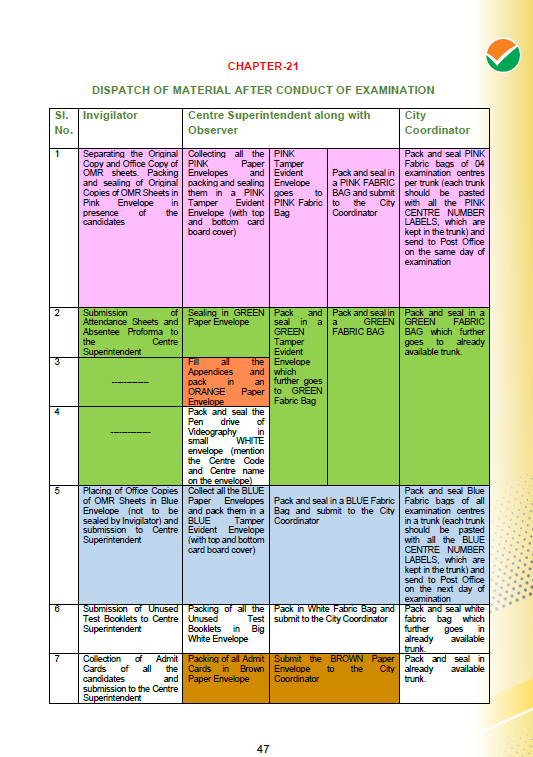 CHAPTER-21
DISPATCH OF MATERIAL AFTER CONDUCT OF EXAMINATION
Sl.
No.
Invigilator
Centre Superintendent along with
Observer
City
Coordinator
1
Separating the Original
Copy and Office Copy of
OMR sheets. Packing
and sealing of Original
Copies of OMR Sheets in
Pink Envelope in
presence of the
candidates
Collecting all the
PINK Paper
Envelopes and
packing and sealing
them in a PINK
Tamper Evident
Envelope (with top
and bottom card
board cover)
PINK
Tamper
Evident
Envelope
goes to
PINK Fabric
Bag
Pack and seal in
a PINK FABRIC
BAG and submit
to the City
Coordinator
Pack and seal PINK
Fabric bags of 04
examination centres
per trunk (each trunk
should be pasted
with all the PINK
CENTRE NUMBER
LABELS, which are
kept in the trunk) and
send to Post Office
on the same day of
examination
2
Submission of
Attendance Sheets and
Absentee Proforma to
the Centre
Superintendent
Sealing in GREEN
Paper Envelope
Pack and
seal in a
GREEN
Tamper
Evident
Envelope
which
further goes
to GREEN
Fabric Bag
Pack and seal in
a GREEN
FABRIC BAG
Pack and seal in a
GREEN FABRIC
BAG which further
goes to already
available trunk.
3
--------------
Fill all the
Appendices and
pack in an
ORANGE Paper
Envelope
4
---------------
Pack and seal the
Pen drive of
Videography in
small WHITE
envelope (mention
the Centre Code
and Centre name
on the envelope)
5
Placing of Office Copies
of OMR Sheets in Blue
Envelope (not to be
sealed by Invigilator) and
submission to Centre
Superintendent
Collect all the BLUE
Paper Envelopes
and pack them in a
BLUE Tamper
Evident Envelope
(with top and bottom
card board cover)
Pack and seal in a BLUE Fabric
Bag and submit to the City
Coordinator
Pack and seal Blue
Fabric bags of all
examination centres
in a trunk (each trunk
should be pasted
with all the BLUE
CENTRE NUMBER
LABELS, which are
kept in the trunk) and
send to Post Office
on the next day of
examination
6
Submission of Unused
Test Booklets to Centre
Superintendent
Packing of all the
Unused Test
Booklets in Big
White Envelope
Pack in White Fabric Bag and
submit to the City Coordinator
Pack and seal white
fabric bag which
further goes in
already available
trunk.
7
Collection of Admit
Cards of all the
candidates and
submission to the Centre
Superintendent
Packing of all Admit
Cards in Brown
Paper Envelope
Submit the BROWN Paper
Envelope to the City
Coordinator
Pack and seal in
already available
trunk.
47